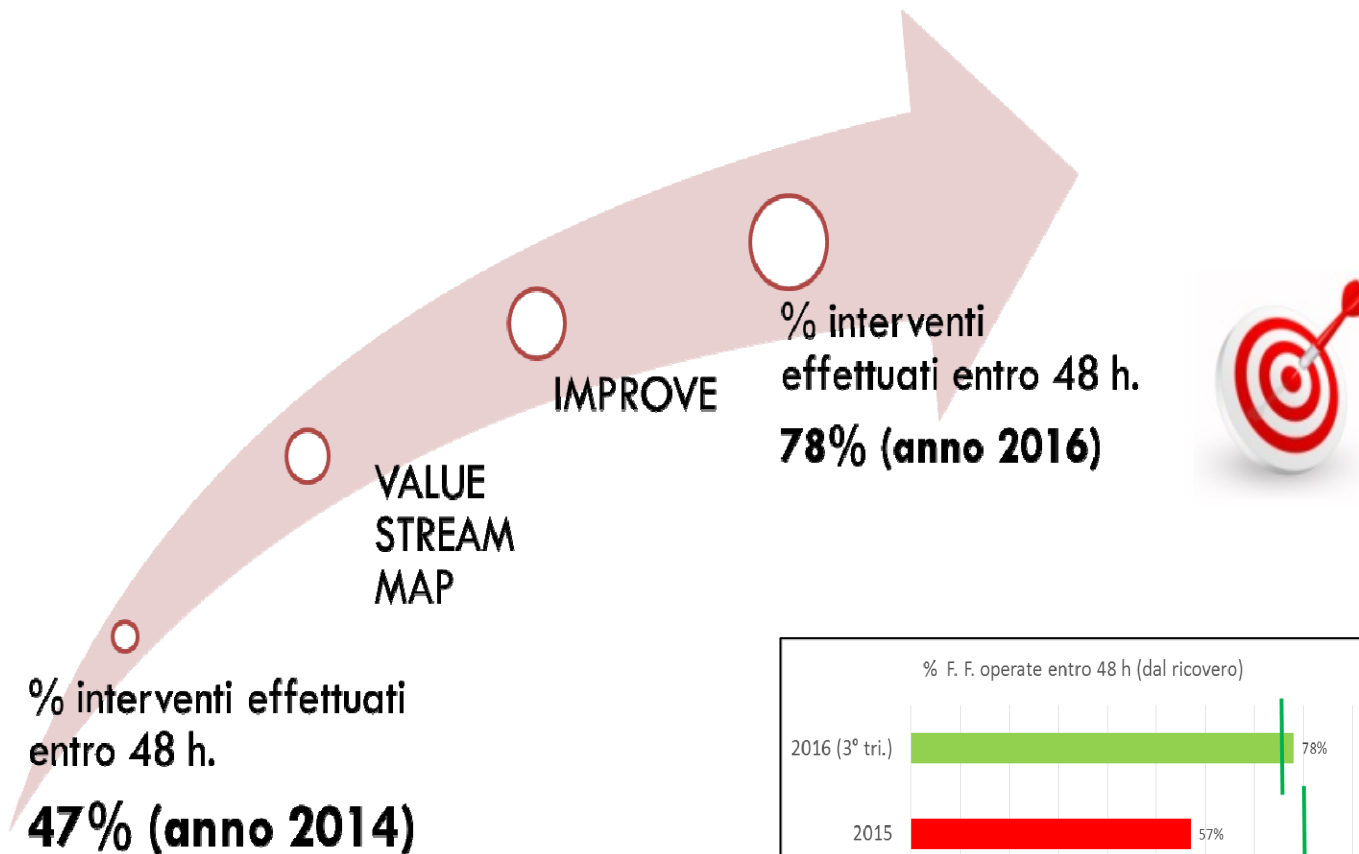 % interventi effettuati
entro 48 h.
47% (anno 2014)
VALUE
STREAM
MAP
IMPROVE
% interventi
effettuati entro 48 h.
78% (anno 2016)
% F. F. operate entro 48 h (dal ricovero)
2016 (3° tri.)
78%
2015
57%